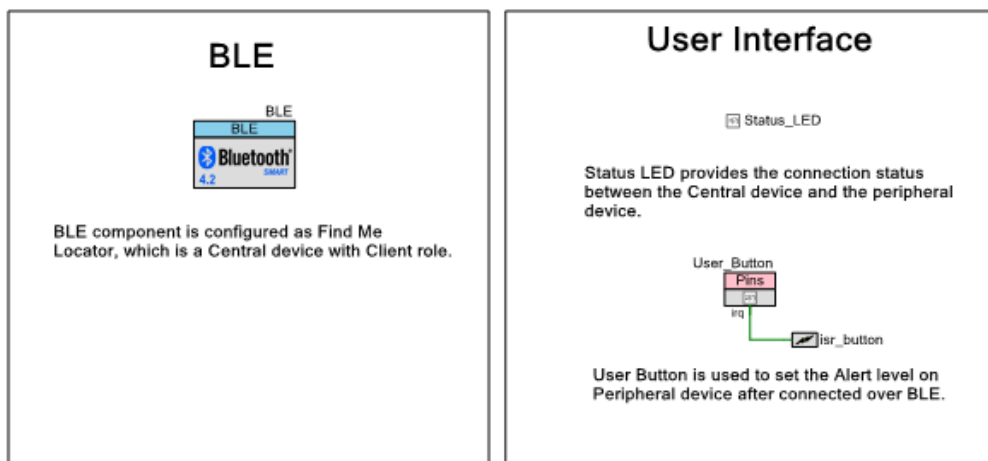 BLE
BLE
BLE
Bluetooth
SMART
4.2
BLE component is configured as Find Me
Locator, which is a Central device with Client role.
User Interface
Status_LED
Status LED provides the connection status
between the Central device and the peripheral
device.
User_Button
Pins
irq
isr_button
User Button is used to set the Alert level on
Peripheral device after connected over BLE.